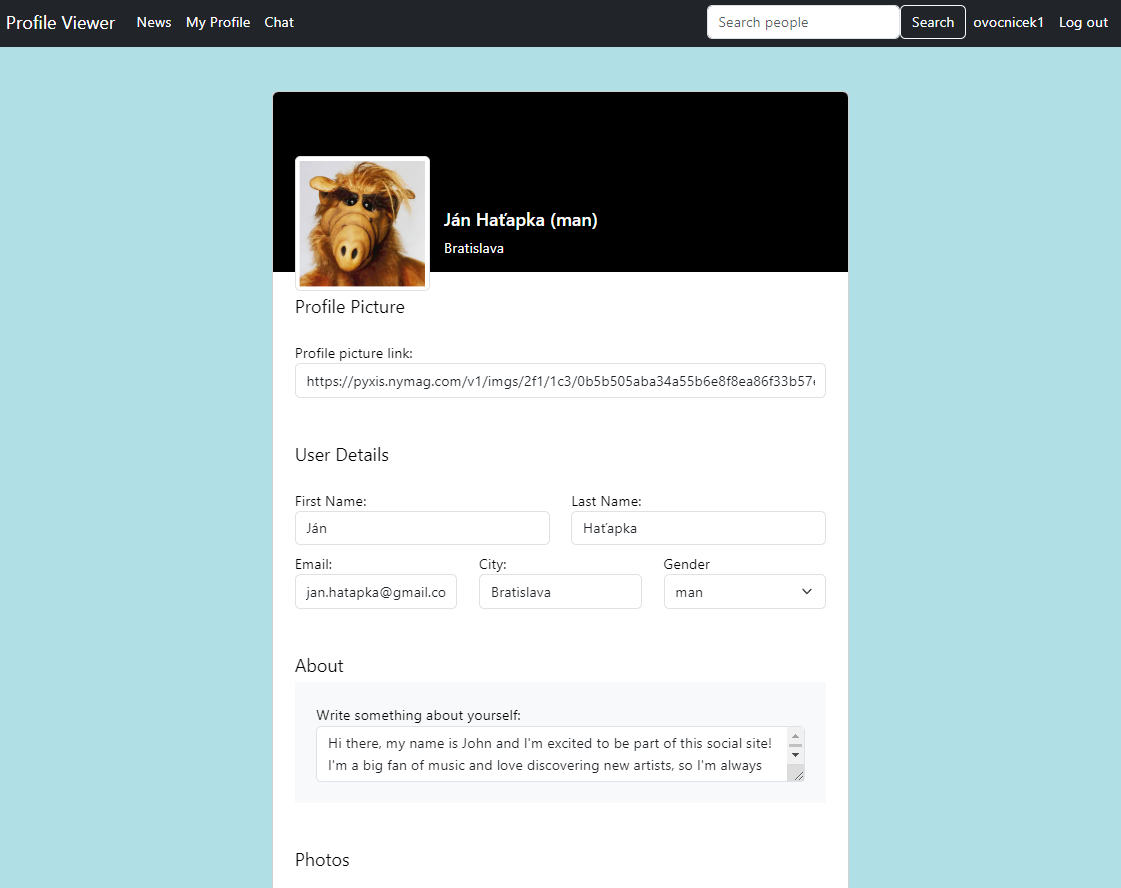 Profile Viewer News My Profile Chat Search people Search ovocnicek1 Log out
Ján Haťapka (man)
Bratislava
Profile Picture
Profile picture link:
https://pyxis.nymag.com/v1/imgs/2f1/1c3/0b5b505aba34a55b6e8f8ea86f33b57
User Details
First Name: Last Name:
Ján Haťapka
Email: City: Gender
jan.hatapka@gmail.co Bratislava man
About
Write something about yourself:
Hi there, my name is John and I'm excited to be part of this social site!
I'm a big fan of music and love discovering new artists, so I'm always
Photos